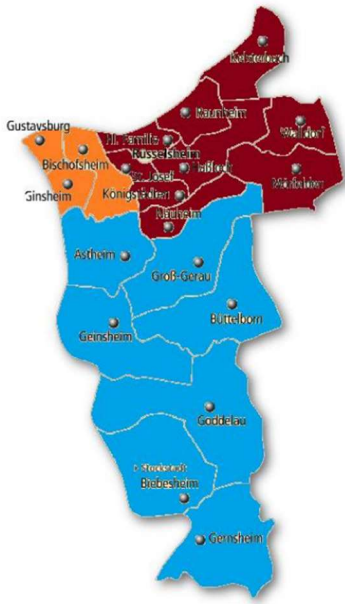 Kelsterbach
Raunheim
Walldorf
Gustavsburg
Hl. Familie
Bischofsheim
Rüsselsheim
St. Josef
Haßloch
Mörfelden
Ginsheim
Königstädten
Nauheim
Astheim
Groß-Gerau
Geinsheim
Büttelborn
Goddelau
Stockstadt
Biebesheim
Gernsheim